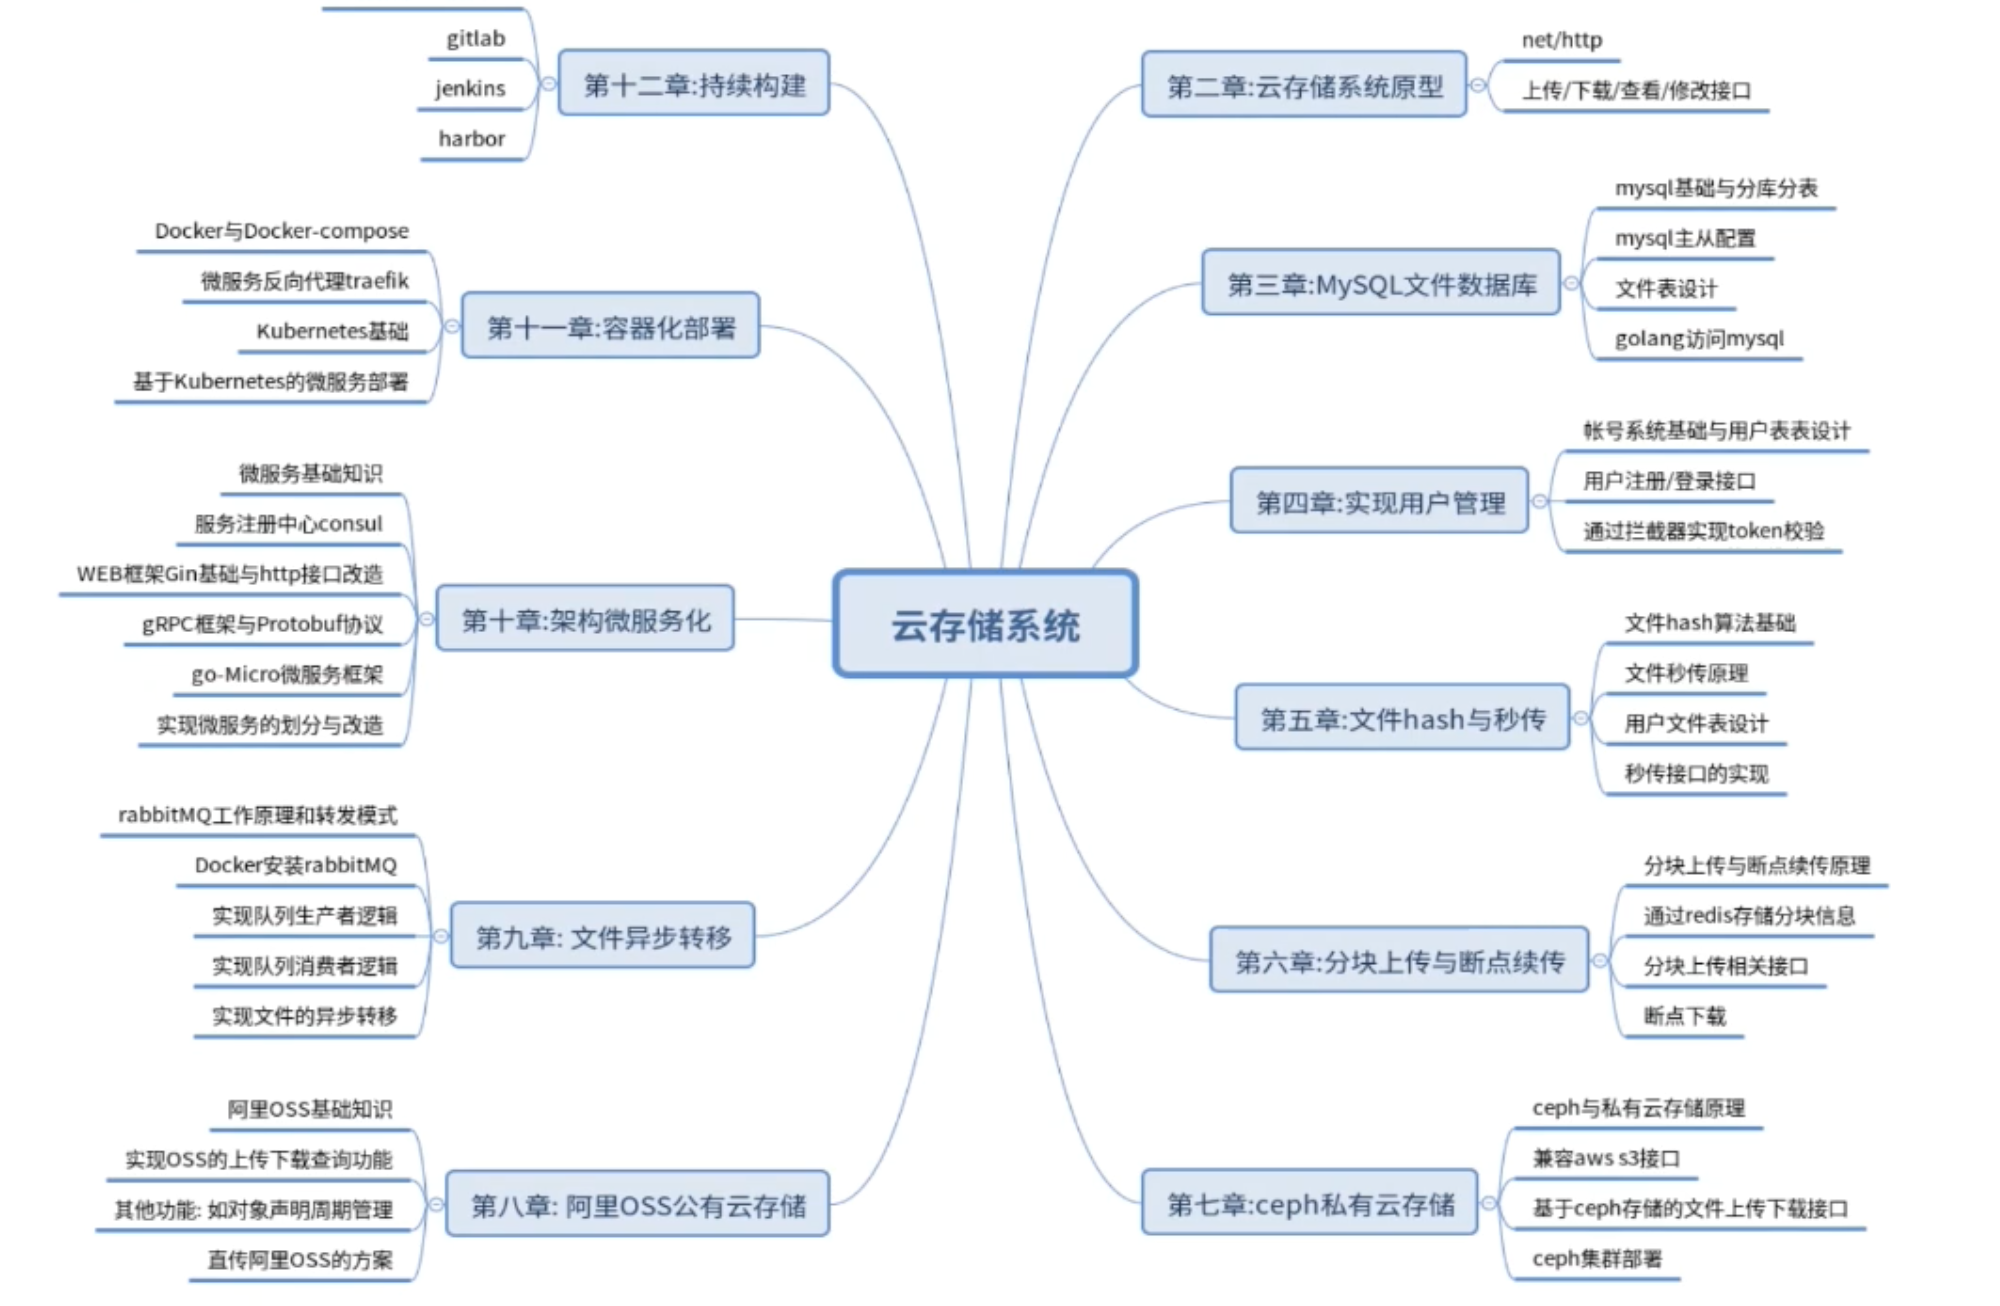 云存储系统
第二章:云存储系统原型
net/http
上传/下载/查看/修改接口
第三章:MySQL文件数据库
mysql基础与分库分表
mysql主从配置
文件表设计
golang访问mysql
第四章:实现用户管理
帐号系统基础与用户表表设计
用户注册/登录接口
通过拦截器实现token校验
第五章:文件hash与秒传
文件hash算法基础
文件秒传原理
用户文件表设计
秒传接口的实现
第六章:分块上传与断点续传
分块上传与断点续传原理
通过redis存储分块信息
分块上传相关接口
断点下载
第七章:ceph私有云存储
ceph与私有云存储原理
兼容aws s3接口
基于ceph存储的文件上传下载接口
ceph集群部署
第八章: 阿里OSS公有云存储
阿里OSS基础知识
实现OSS的上传下载查询功能
其他功能: 如对象声明周期管理
直传阿里OSS的方案
第九章: 文件异步转移
rabbitMQ工作原理和转发模式
Docker安装rabbitMQ
实现队列生产者逻辑
实现队列消费者逻辑
实现文件的异步转移
第十章:架构微服务化
微服务基础知识
服务注册中心consul
WEB框架Gin基础与http接口改造
gRPC框架与Protobuf协议
go-Micro微服务框架
实现微服务的划分与改造
第十一章:容器化部署
Docker与Docker-compose
微服务反向代理traefik
Kubernetes基础
基于Kubernetes的微服务部署
第十二章:持续构建
gitlab
jenkins
harbor